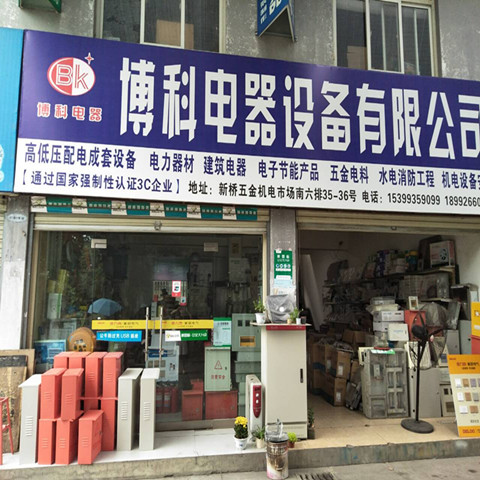 Bk
博科电器
博科电器设备有限公司
高低压配电成套设备 电力器材 建筑电器 电子节能产品 五金电料 水电消防工程 机电设备安
【通过国家强制性认证3C企业】 地址：新桥五金机电市场南六排35-36号 电话：15399359099 1899260